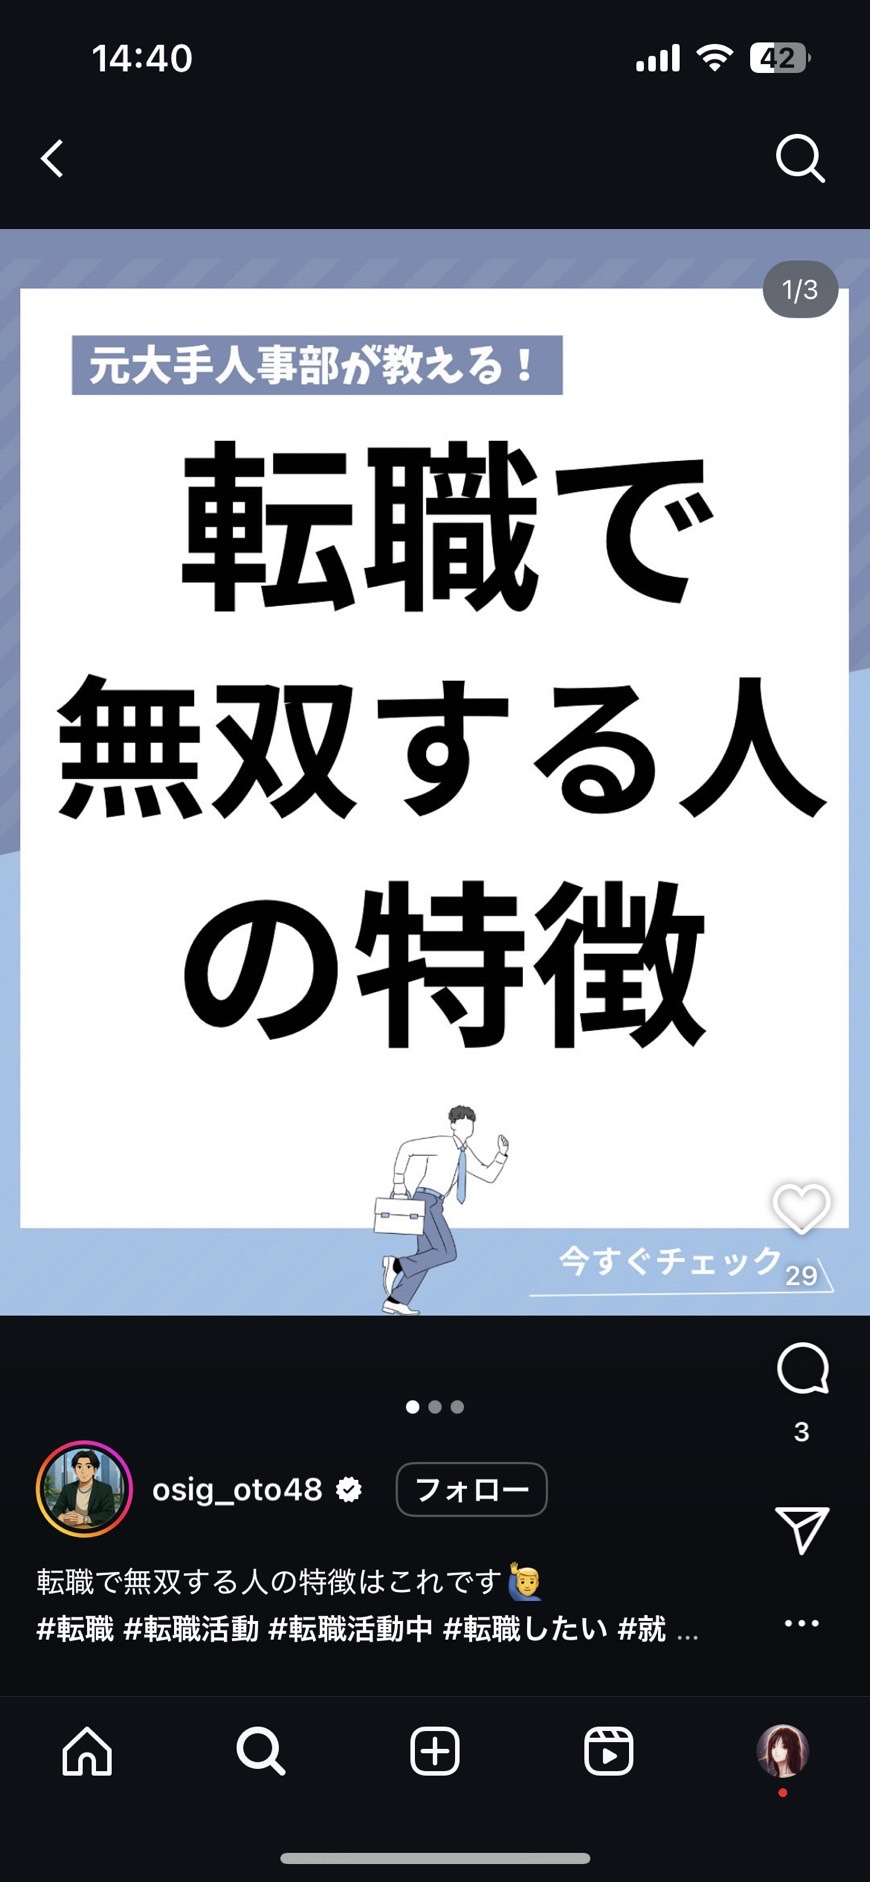 14:40
42
1/3
元大手人事部が教える！
転職で
無双する人
の特徴
今すぐチェック
29
3
osig_oto48
フォロー
転職で無双する人の特徴はこれです🙋‍♂️
#転職 #転職活動 #転職活動中 #転職したい #就 ...